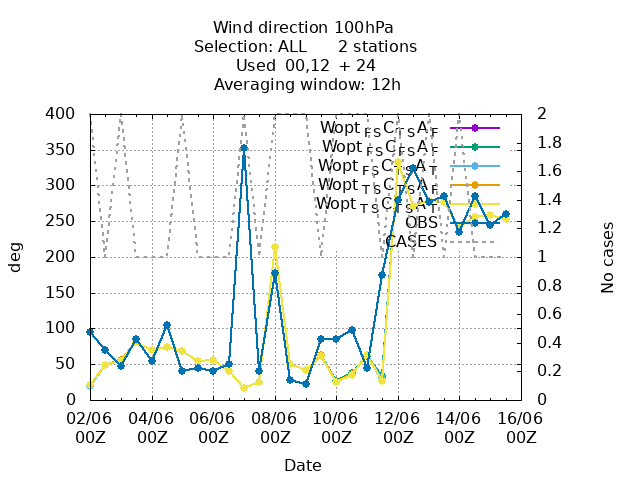 Wind direction 100hPa
Selection: ALL 2 stations
Used 00,12 + 24
Averaging window: 12h
400 350 300 250 200 150 100 50 0
deg
2 1.8 1.6 1.4 1.2 1 0.8 0.6 0.4 0.2 0
No cases
Wopt FS C TS A F
Wopt FS C FS A F
Wopt FS C TS A T
Wopt TS C TS A F
Wopt TS C TS A T
OBS
CASES
02/06 04/06 06/06 08/06 10/06 12/06 14/06 16/06
00Z 00Z 00Z 00Z 00Z 00Z 00Z 00Z
Date